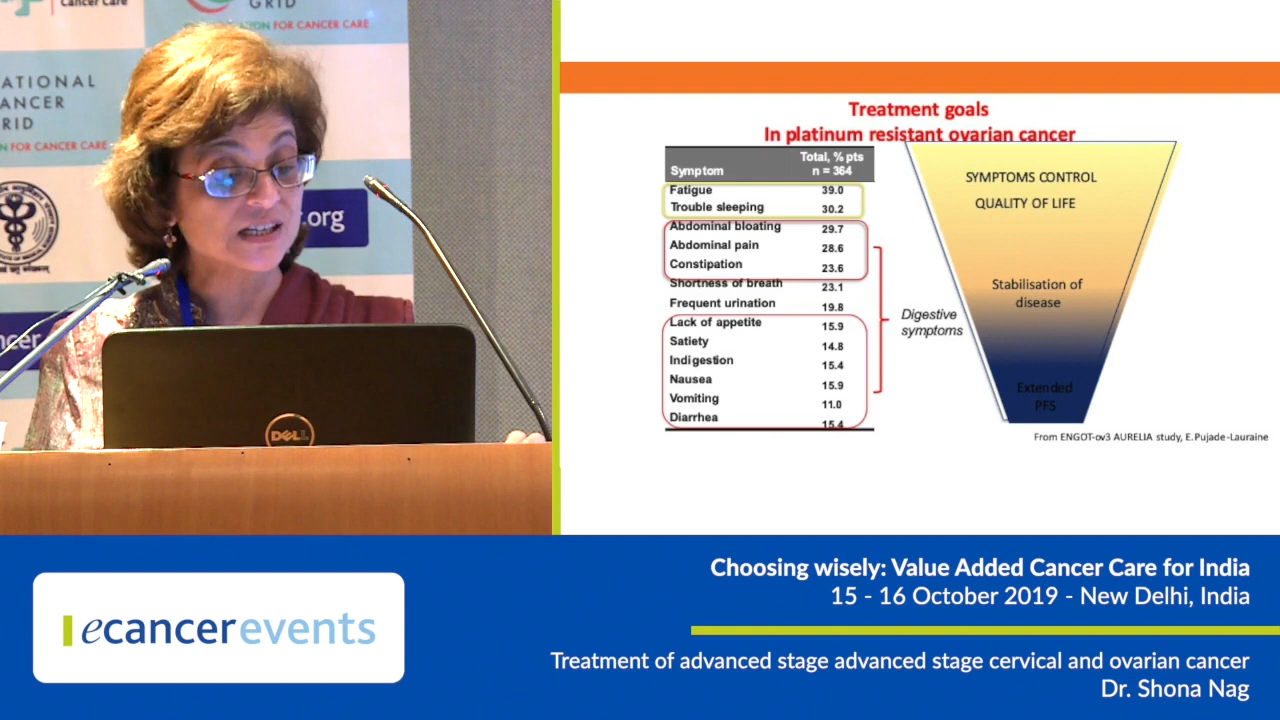 Cancer Care
GRID
FOR CANCER CARE
ATIONAL
ANCER
RID
ON FOR CANCER CARE
r.org
ncer
DELL
Treatment goals
In platinum resistant ovarian cancer
Symptom Total, % pts n = 364
Fatigue 39.0
Trouble sleeping 30.2
Abdominal bloating 29.7
Abdominal pain 28.6
Constipation 23.6
Shortness of breath 23.1
Frequent urination 19.8
Lack of appetite 15.9
Satiety 14.8
Indigestion 15.4
Nausea 15.9
Vomiting 11.0
Diarrhea 15.4
Digestive
symptoms
SYMPTOMS CONTROL
QUALITY OF LIFE
Stabilisation of
disease
Extended
PFS
From ENGOT-ov3 AURELIA study, E.Pujade-Lauraine
ecancerevents
Choosing wisely: Value Added Cancer Care for India
15 - 16 October 2019 - New Delhi, India
Treatment of advanced stage advanced stage cervical and ovarian cancer
Dr. Shona Nag